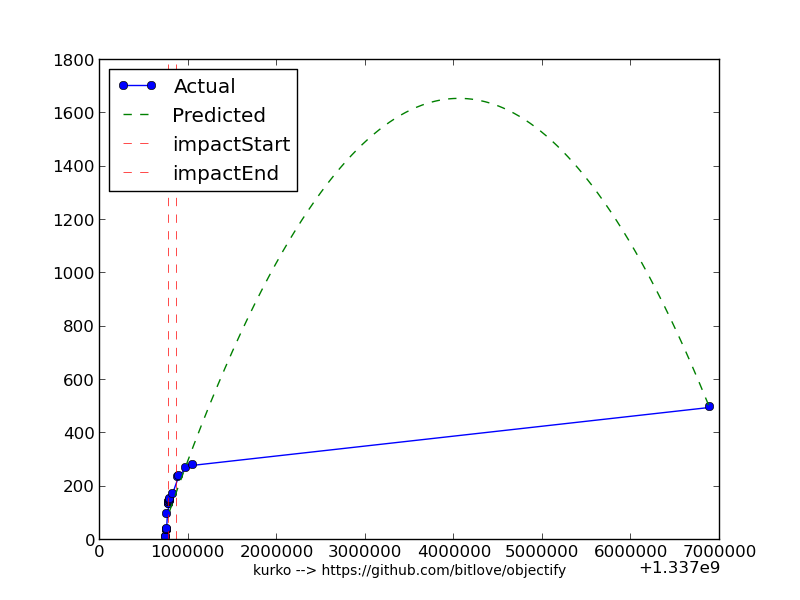 1800
1600
1400
1200
1000
800
600
400
200
0
Actual
Predicted
impactStart
impactEnd
0 1000000 2000000 3000000 4000000 5000000 6000000 7000000
+1.337e9
kurko --> https://github.com/bitlove/objectify